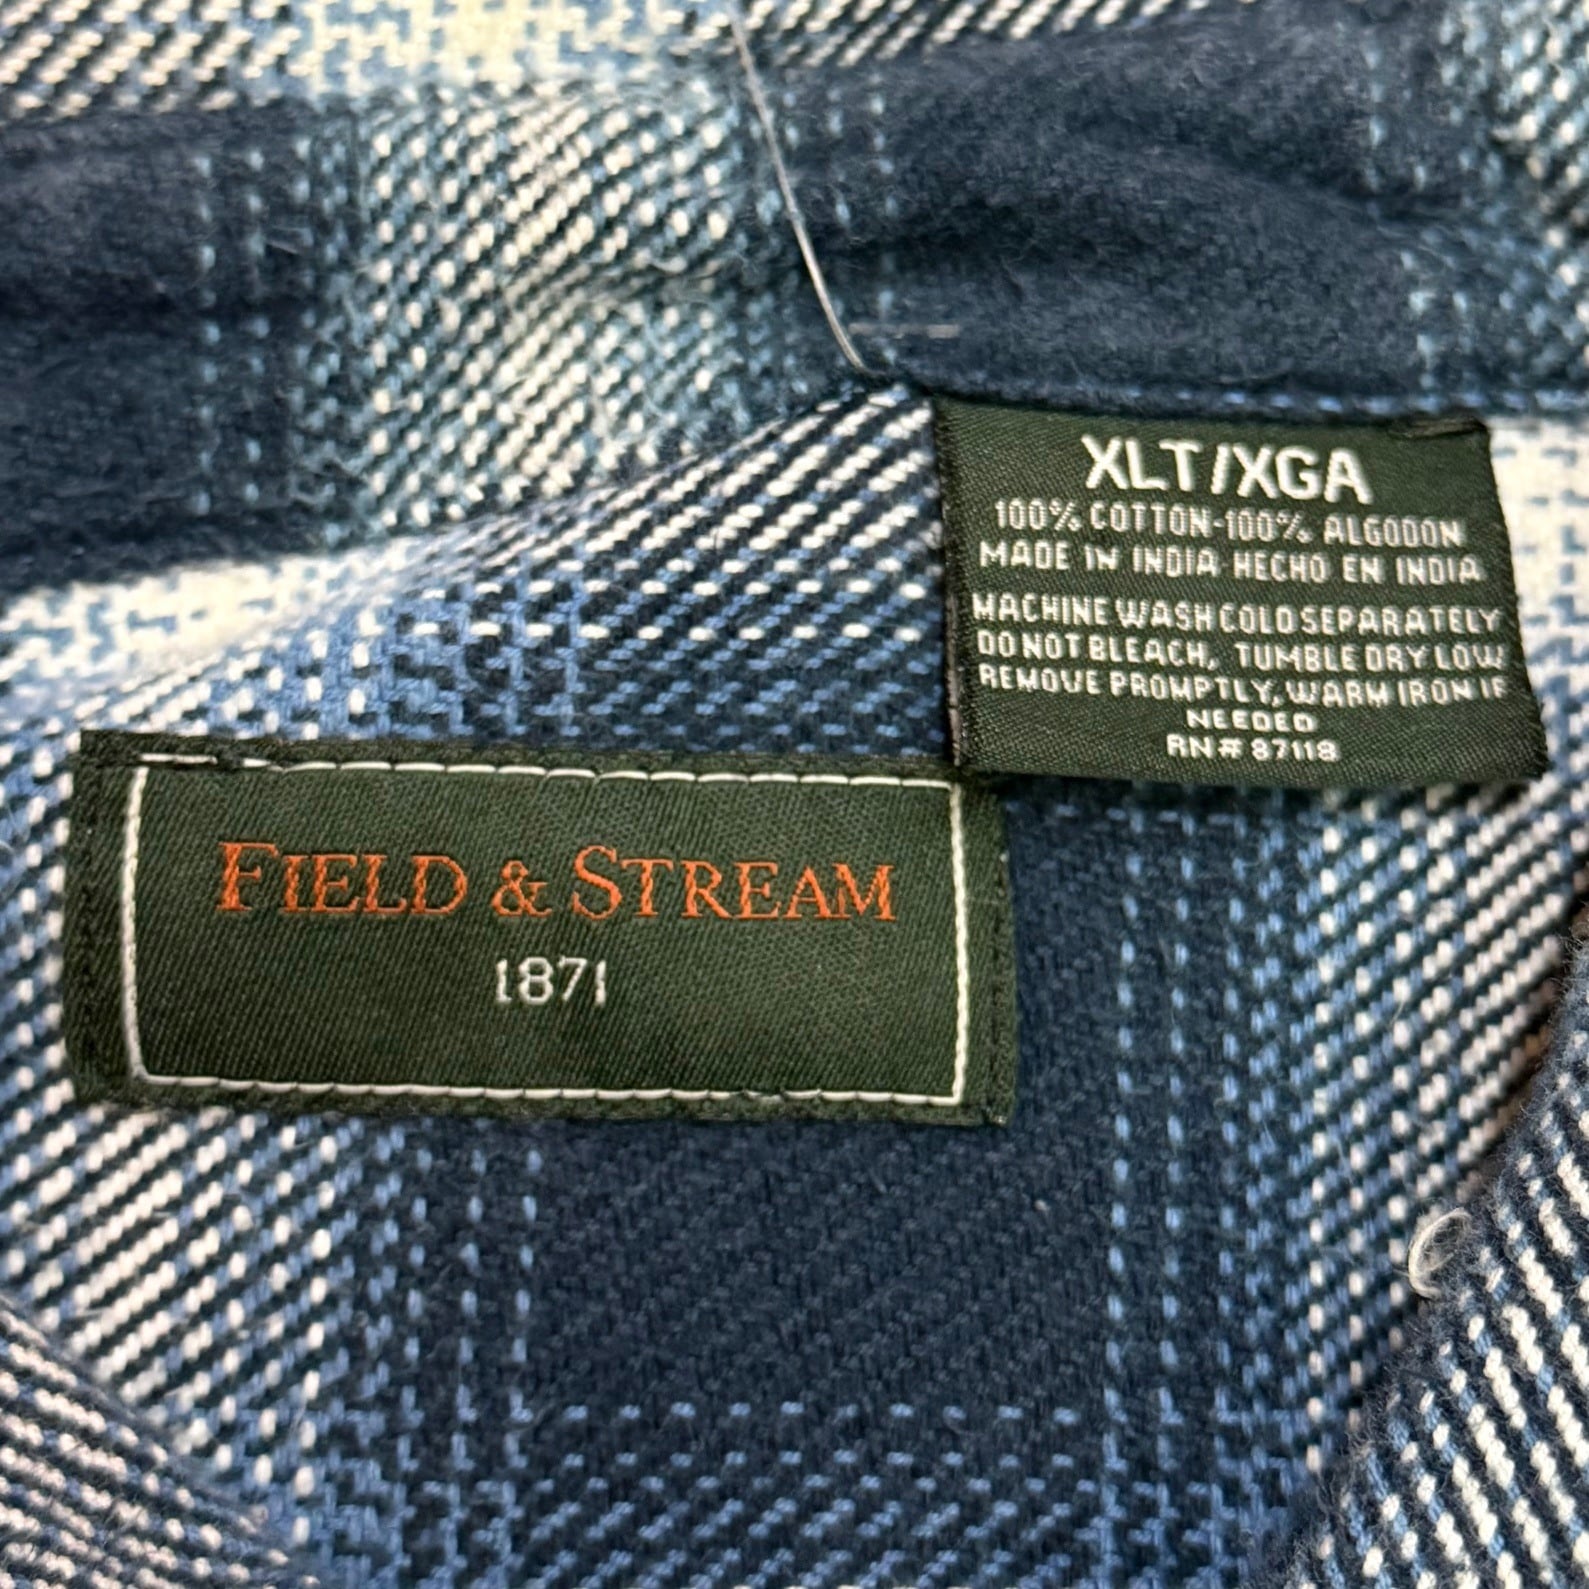 XLT/XGA
100% COTTON-100% ALGODON
MADE IN INDIA HECHO EN INDIA
MACHINE WASH COLD SEPARATELY
DO NOT BLEACH, TUMBLE DRY LOW
REMOVE PROMPTLY, WARM IRON IF
NEEDED
RN# 87118
FIELD & STREAM
1871